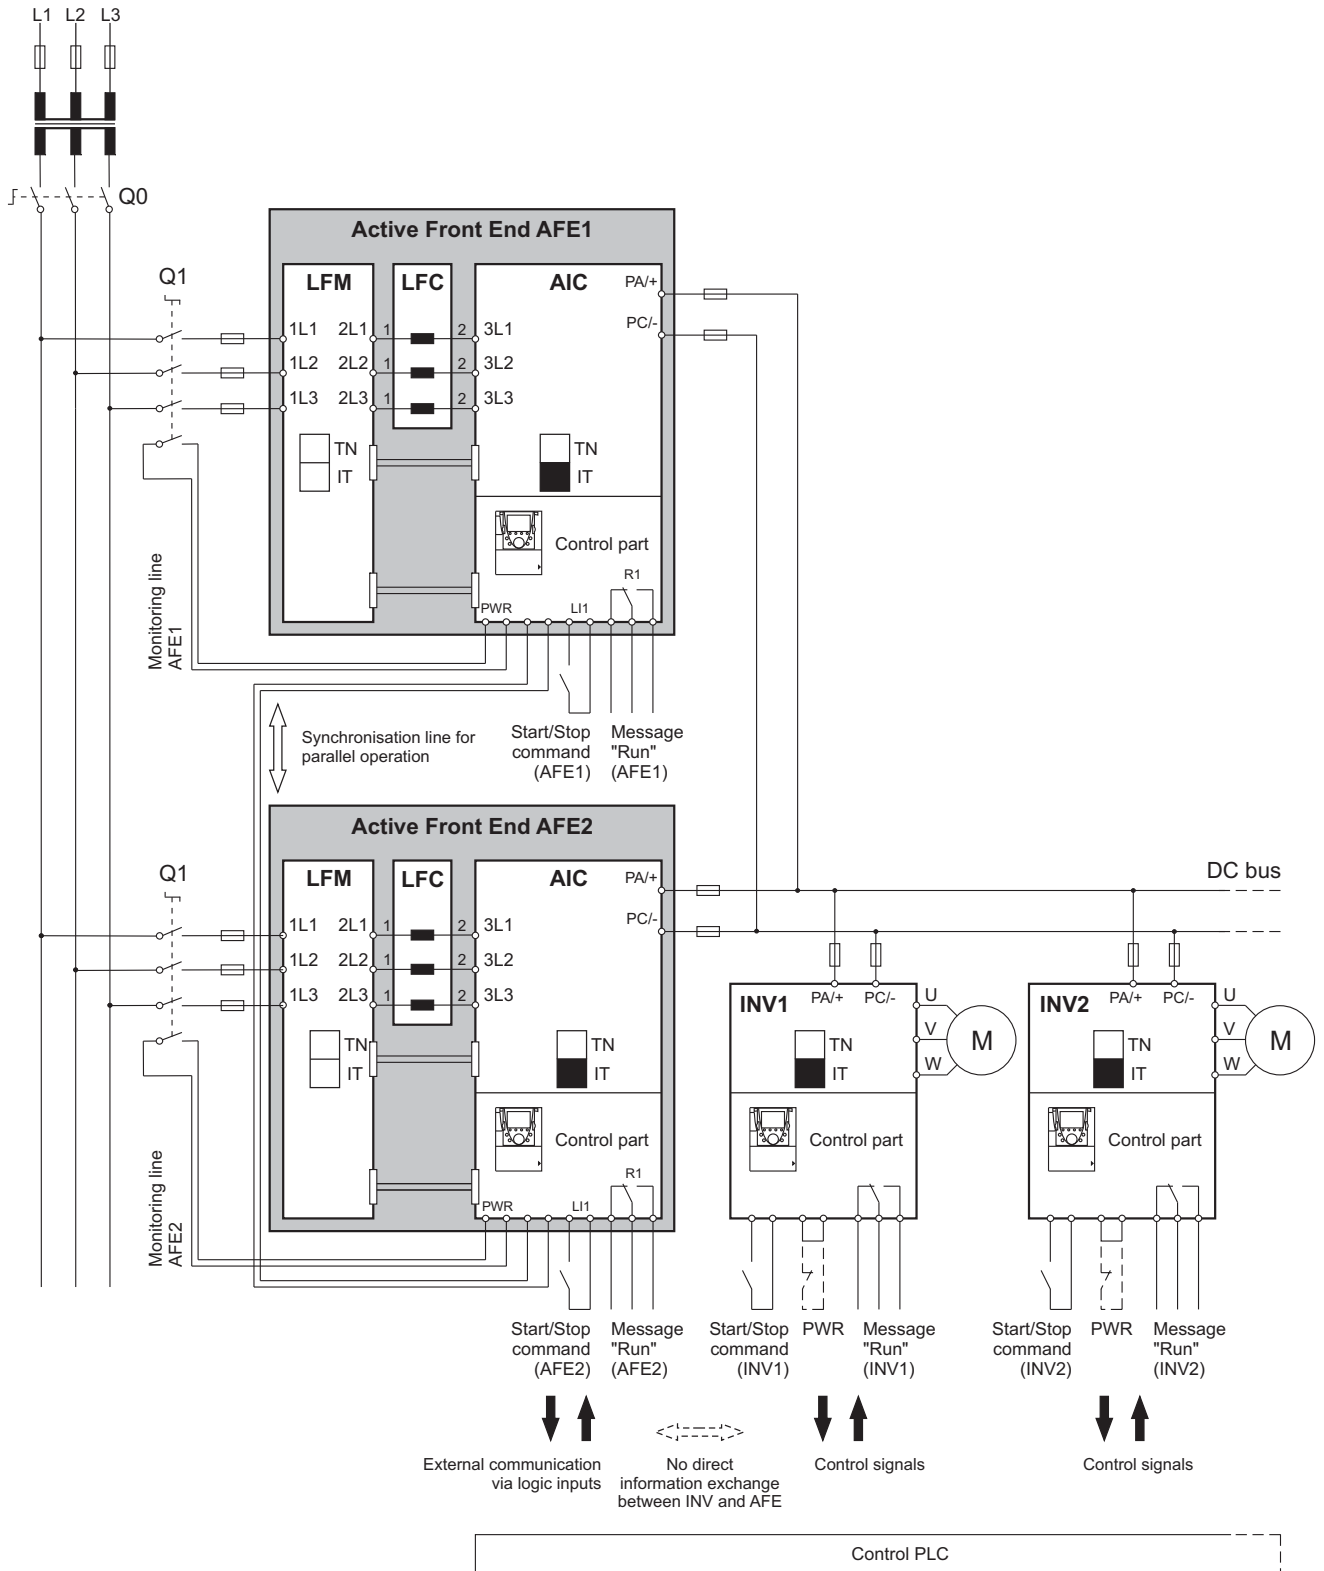 L1 L2 L3
Q0
Active Front End AFE1
Q1
LFM LFC AIC PA/+
PC/-
1L1 2L1 1 2 3L1
1L2 2L2 1 2 3L2
1L3 2L3 1 2 3L3
TN TN
IT IT
Control part
R1
PWR LI1
Monitoring line
AFE1
Synchronisation line for
parallel operation
Start/Stop
command
(AFE1)
Message
"Run"
(AFE1)
Active Front End AFE2
Q1
LFM LFC AIC PA/+
PC/-
DC bus
1L1 2L1 1 2 3L1
1L2 2L2 1 2 3L2
1L3 2L3 1 2 3L3
TN TN
IT IT
Control part
R1
PWR LI1
Monitoring line
AFE2
INV1 PA/+ PC/- U
V
W
M
TN
IT
Control part
INV2 PA/+ PC/- U
V
W
M
TN
IT
Control part
Start/Stop
command
(AFE2)
Message
"Run"
(AFE2)
Start/Stop
command
(INV1)
PWR
Message
"Run"
(INV1)
Start/Stop
command
(INV2)
PWR
Message
"Run"
(INV2)
External communication
via logic inputs
No direct
information exchange
between INV and AFE
Control signals
Control signals
Control PLC